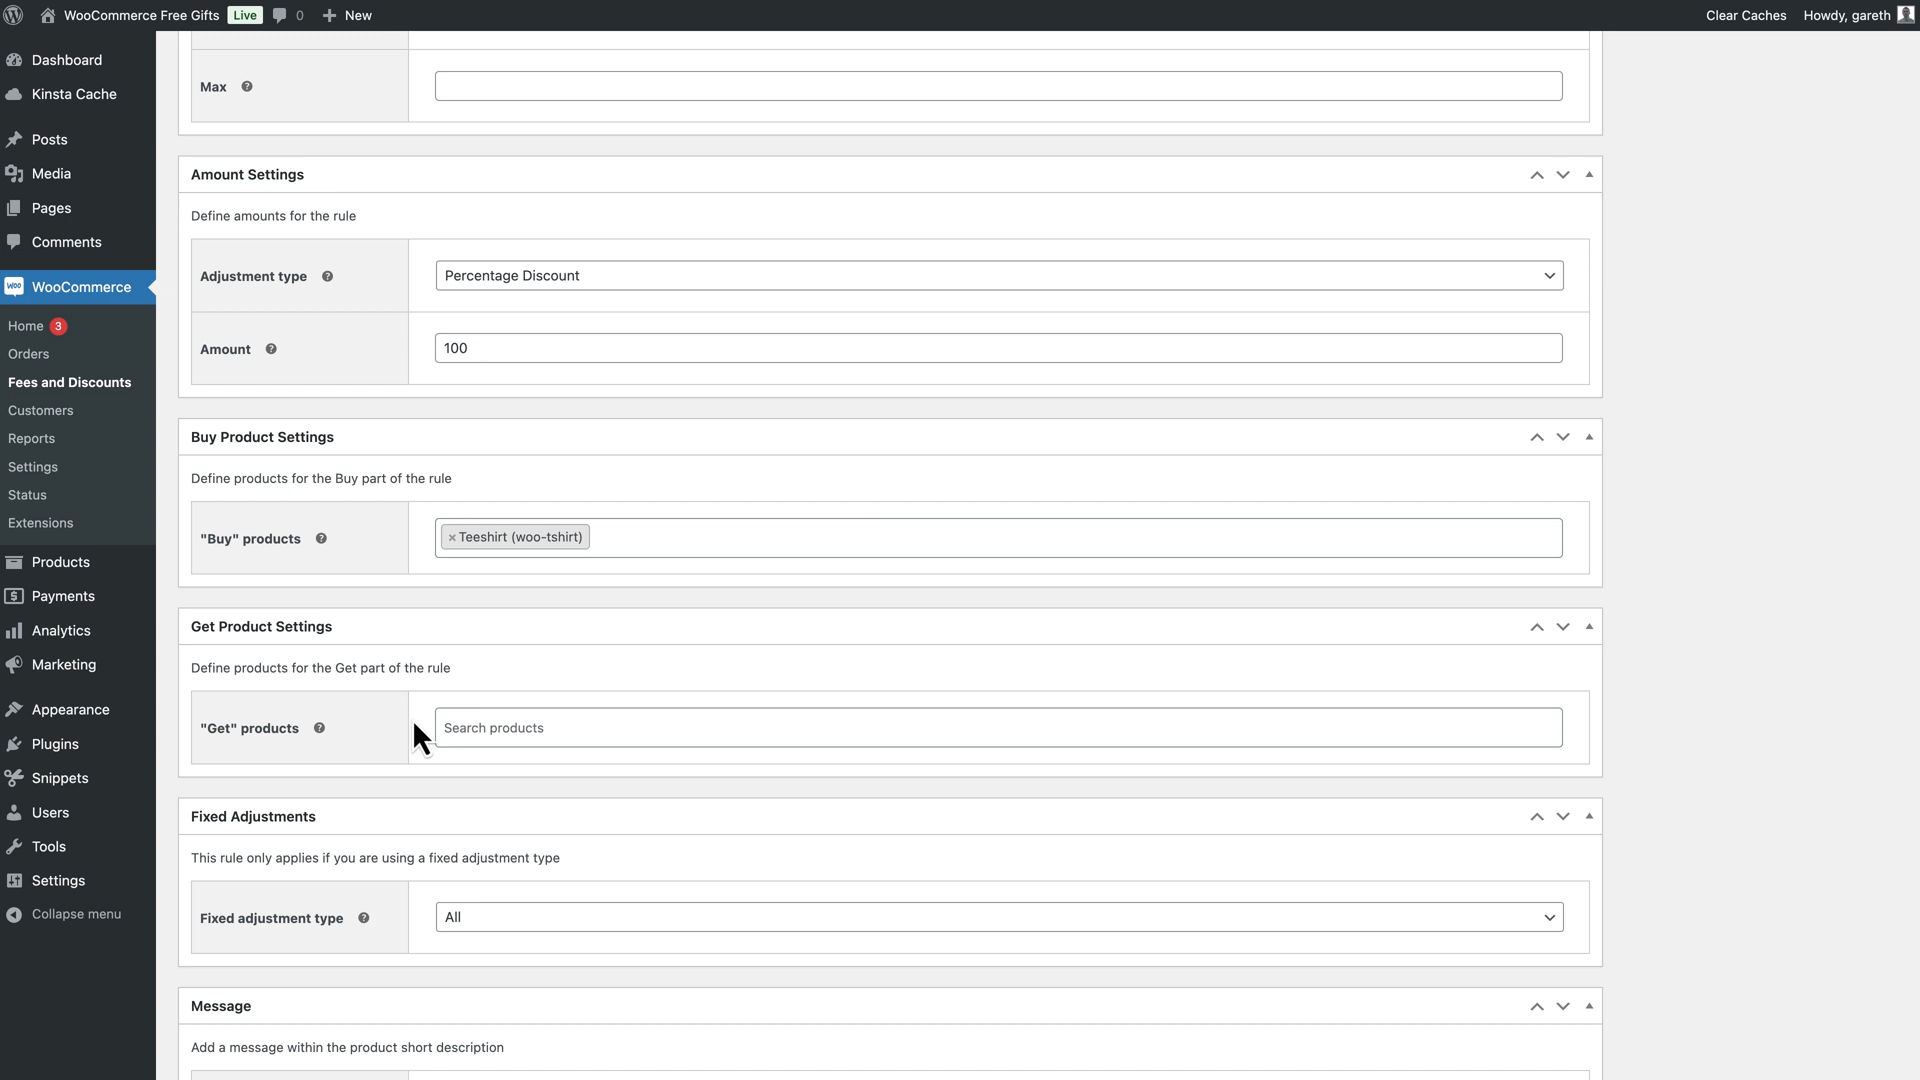 WooCommerce Free Gifts Live 0 New Clear Caches Howdy, gareth
Dashboard
Kinsta Cache
Posts
Media
Pages
Comments
Woo WooCommerce
Home 3
Orders
Fees and Discounts
Customers
Reports
Settings
Status
Extensions
Products
Payments
Analytics
Marketing
Appearance
Plugins
Snippets
Users
Tools
Settings
Collapse menu
Max ?
Amount Settings
Define amounts for the rule
Adjustment type ? Percentage Discount
Amount ? 100
Buy Product Settings
Define products for the Buy part of the rule
"Buy" products ? × Teeshirt (woo-tshirt)
Get Product Settings
Define products for the Get part of the rule
"Get" products ? Search products
Fixed Adjustments
This rule only applies if you are using a fixed adjustment type
Fixed adjustment type ? All
Message
Add a message within the product short description